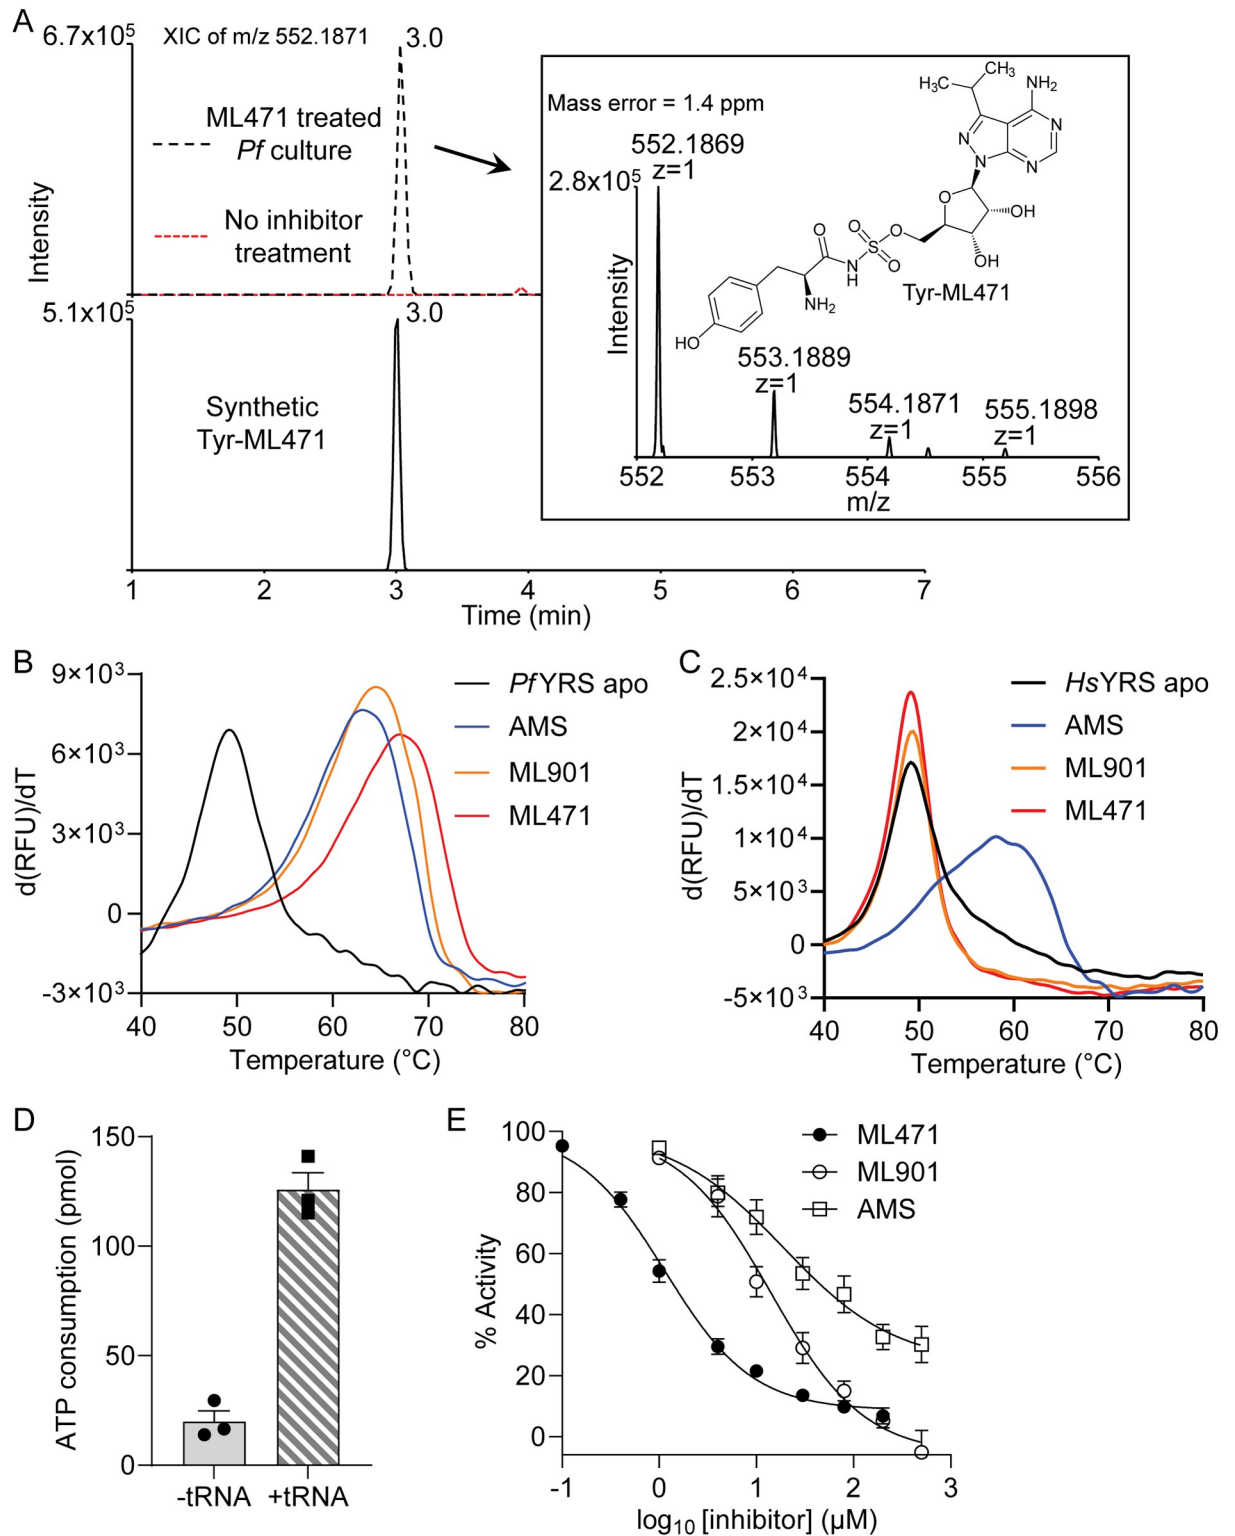 A
6.7x10⁵
XIC of m/z 552.1871
3.0
ML471 treated
Pf culture
No inhibitor
treatment
Intensity
5.1x10⁵
3.0
Synthetic
Tyr-ML471
1
2
3
4
5
6
7
Time (min)
Mass error = 1.4 ppm
552.1869
z=1
2.8x10⁵
Intensity
553.1889
z=1
554.1871
z=1
555.1898
z=1
552
553
554
555
556
m/z
H₃C
CH₃
NH₂
N
N
N
N
O
OH
OH
O
O
S
O
O
N
H
NH₂
HO
Tyr-ML471
B
9×10³
6×10³
3×10³
0
-3×10³
d(RFU)/dT
PfYRS apo
AMS
ML901
ML471
40
50
60
70
80
Temperature (°C)
C
2.5×10⁴
2×10⁴
1.5×10⁴
1×10⁴
5×10³
0
-5×10³
d(RFU)/dT
HsYRS apo
AMS
ML901
ML471
40
50
60
70
80
Temperature (°C)
D
150
100
50
0
ATP consumption (pmol)
-tRNA
+tRNA
E
100
80
60
40
20
0
% Activity
ML471
ML901
AMS
-1
0
1
2
3
log₁₀ [inhibitor] (µM)